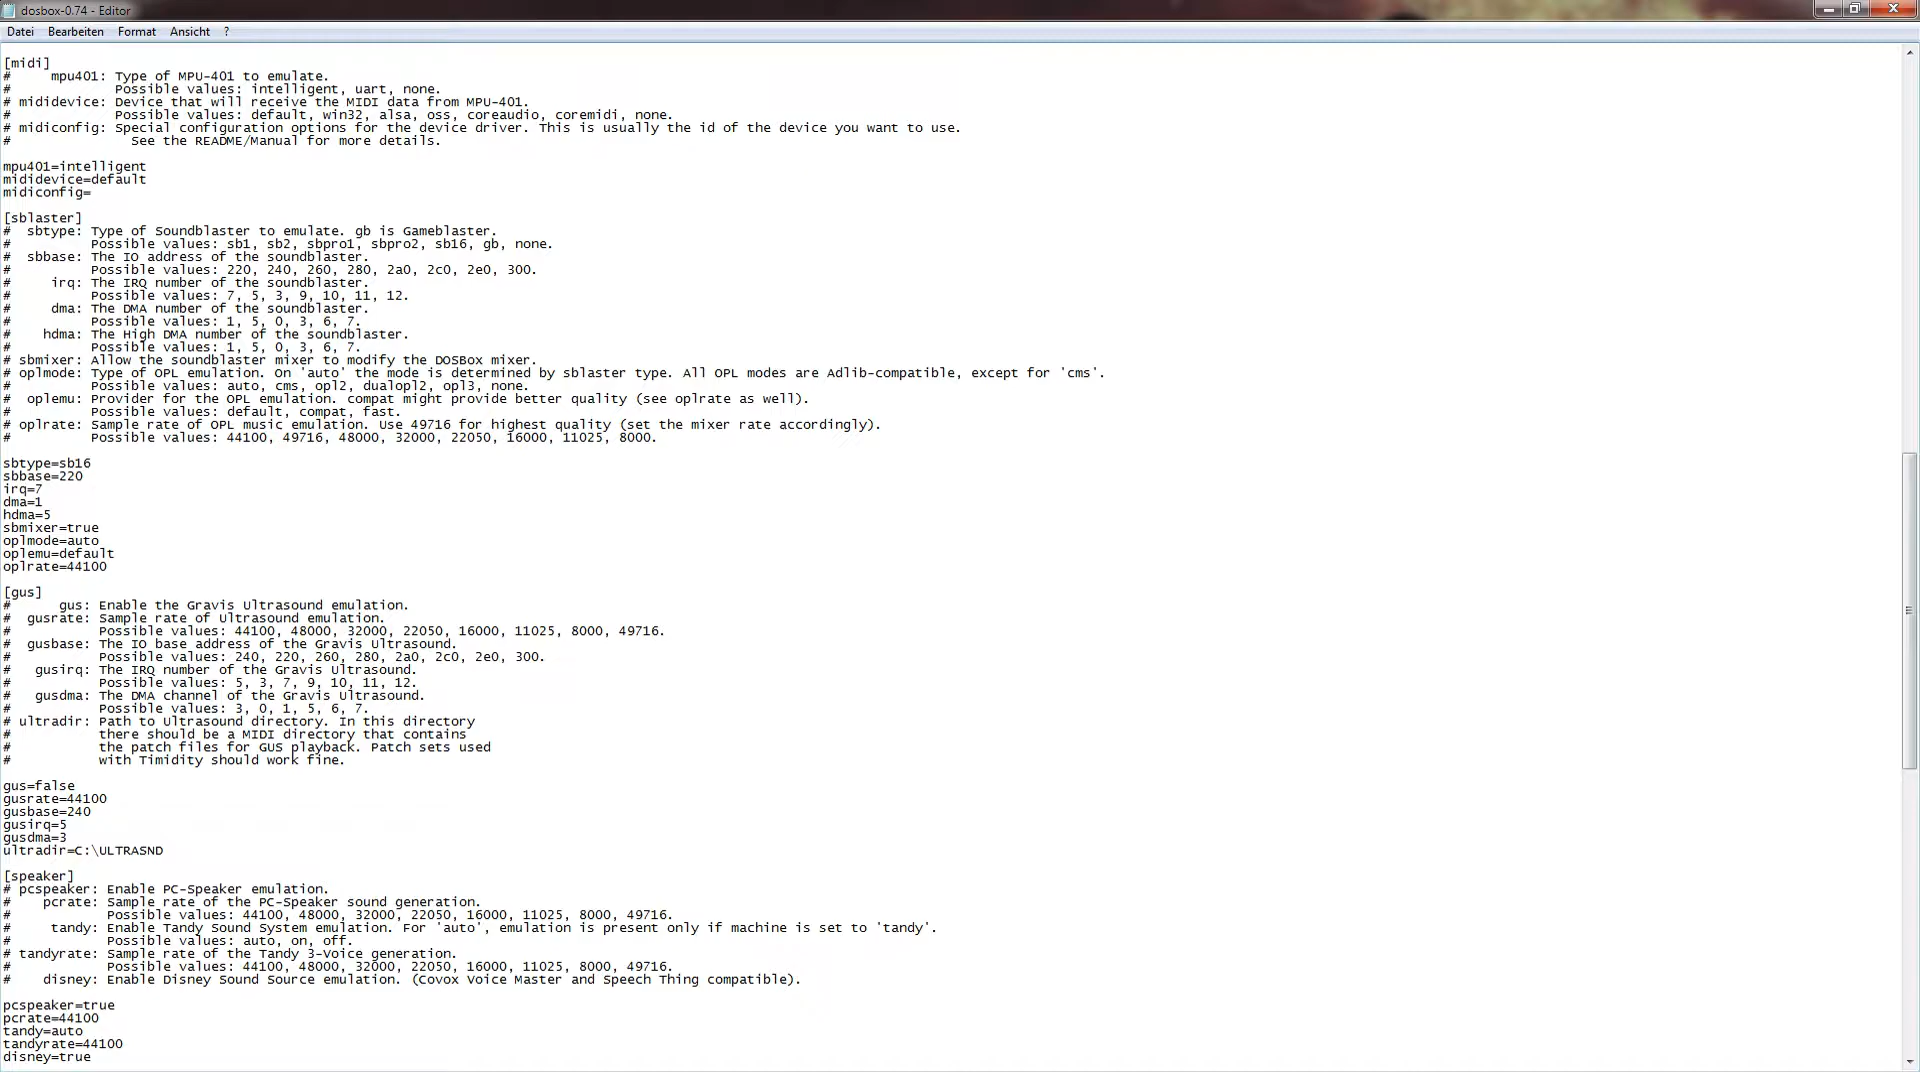 dosbox-0.74 - Editor
Datei Bearbeiten Format Ansicht ?
[midi]
#     mpu401: Type of MPU-401 to emulate.
#             Possible values: intelligent, uart, none.
# mididevice: Device that will receive the MIDI data from MPU-401.
#             Possible values: default, win32, alsa, oss, coreaudio, coremidi, none.
# midiconfig: Special configuration options for the device driver. This is usually the id of the device you want to use.
#               See the README/Manual for more details.
mpu401=intelligent
mididevice=default
midiconfig=
[sblaster]
#  sbtype: Type of Soundblaster to emulate. gb is Gameblaster.
#          Possible values: sb1, sb2, sbpro1, sbpro2, sb16, gb, none.
#  sbbase: The IO address of the soundblaster.
#          Possible values: 220, 240, 260, 280, 2a0, 2c0, 2e0, 300.
#     irq: The IRQ number of the soundblaster.
#          Possible values: 7, 5, 3, 9, 10, 11, 12.
#     dma: The DMA number of the soundblaster.
#          Possible values: 1, 5, 0, 3, 6, 7.
#    hdma: The High DMA number of the soundblaster.
#          Possible values: 1, 5, 0, 3, 6, 7.
# sbmixer: Allow the soundblaster mixer to modify the DOSBox mixer.
# oplmode: Type of OPL emulation. On 'auto' the mode is determined by sblaster type. All OPL modes are Adlib-compatible, except for 'cms'.
#          Possible values: auto, cms, opl2, dualopl2, opl3, none.
#  oplemu: Provider for the OPL emulation. compat might provide better quality (see oplrate as well).
#          Possible values: default, compat, fast.
# oplrate: Sample rate of OPL music emulation. Use 49716 for highest quality (set the mixer rate accordingly).
#          Possible values: 44100, 49716, 48000, 32000, 22050, 16000, 11025, 8000.
sbtype=sb16
sbbase=220
irq=7
dma=1
hdma=5
sbmixer=true
oplmode=auto
oplemu=default
oplrate=44100
[gus]
#      gus: Enable the Gravis Ultrasound emulation.
#  gusrate: Sample rate of Ultrasound emulation.
#           Possible values: 44100, 48000, 32000, 22050, 16000, 11025, 8000, 49716.
#  gusbase: The IO base address of the Gravis Ultrasound.
#           Possible values: 240, 220, 260, 280, 2a0, 2c0, 2e0, 300.
#   gusirq: The IRQ number of the Gravis Ultrasound.
#           Possible values: 5, 3, 7, 9, 10, 11, 12.
#   gusdma: The DMA channel of the Gravis Ultrasound.
#           Possible values: 3, 0, 1, 5, 6, 7.
# ultradir: Path to Ultrasound directory. In this directory
#           there should be a MIDI directory that contains
#           the patch files for GUS playback. Patch sets used
#           with Timidity should work fine.
gus=false
gusrate=44100
gusbase=240
gusirq=5
gusdma=3
ultradir=C:\ULTRASND
[speaker]
# pcspeaker: Enable PC-Speaker emulation.
#    pcrate: Sample rate of the PC-Speaker sound generation.
#            Possible values: 44100, 48000, 32000, 22050, 16000, 11025, 8000, 49716.
#     tandy: Enable Tandy Sound System emulation. For 'auto', emulation is present only if machine is set to 'tandy'.
#            Possible values: auto, on, off.
# tandyrate: Sample rate of the Tandy 3-Voice generation.
#            Possible values: 44100, 48000, 32000, 22050, 16000, 11025, 8000, 49716.
#    disney: Enable Disney Sound Source emulation. (Covox Voice Master and Speech Thing compatible).
pcspeaker=true
pcrate=44100
tandy=auto
tandyrate=44100
disney=true